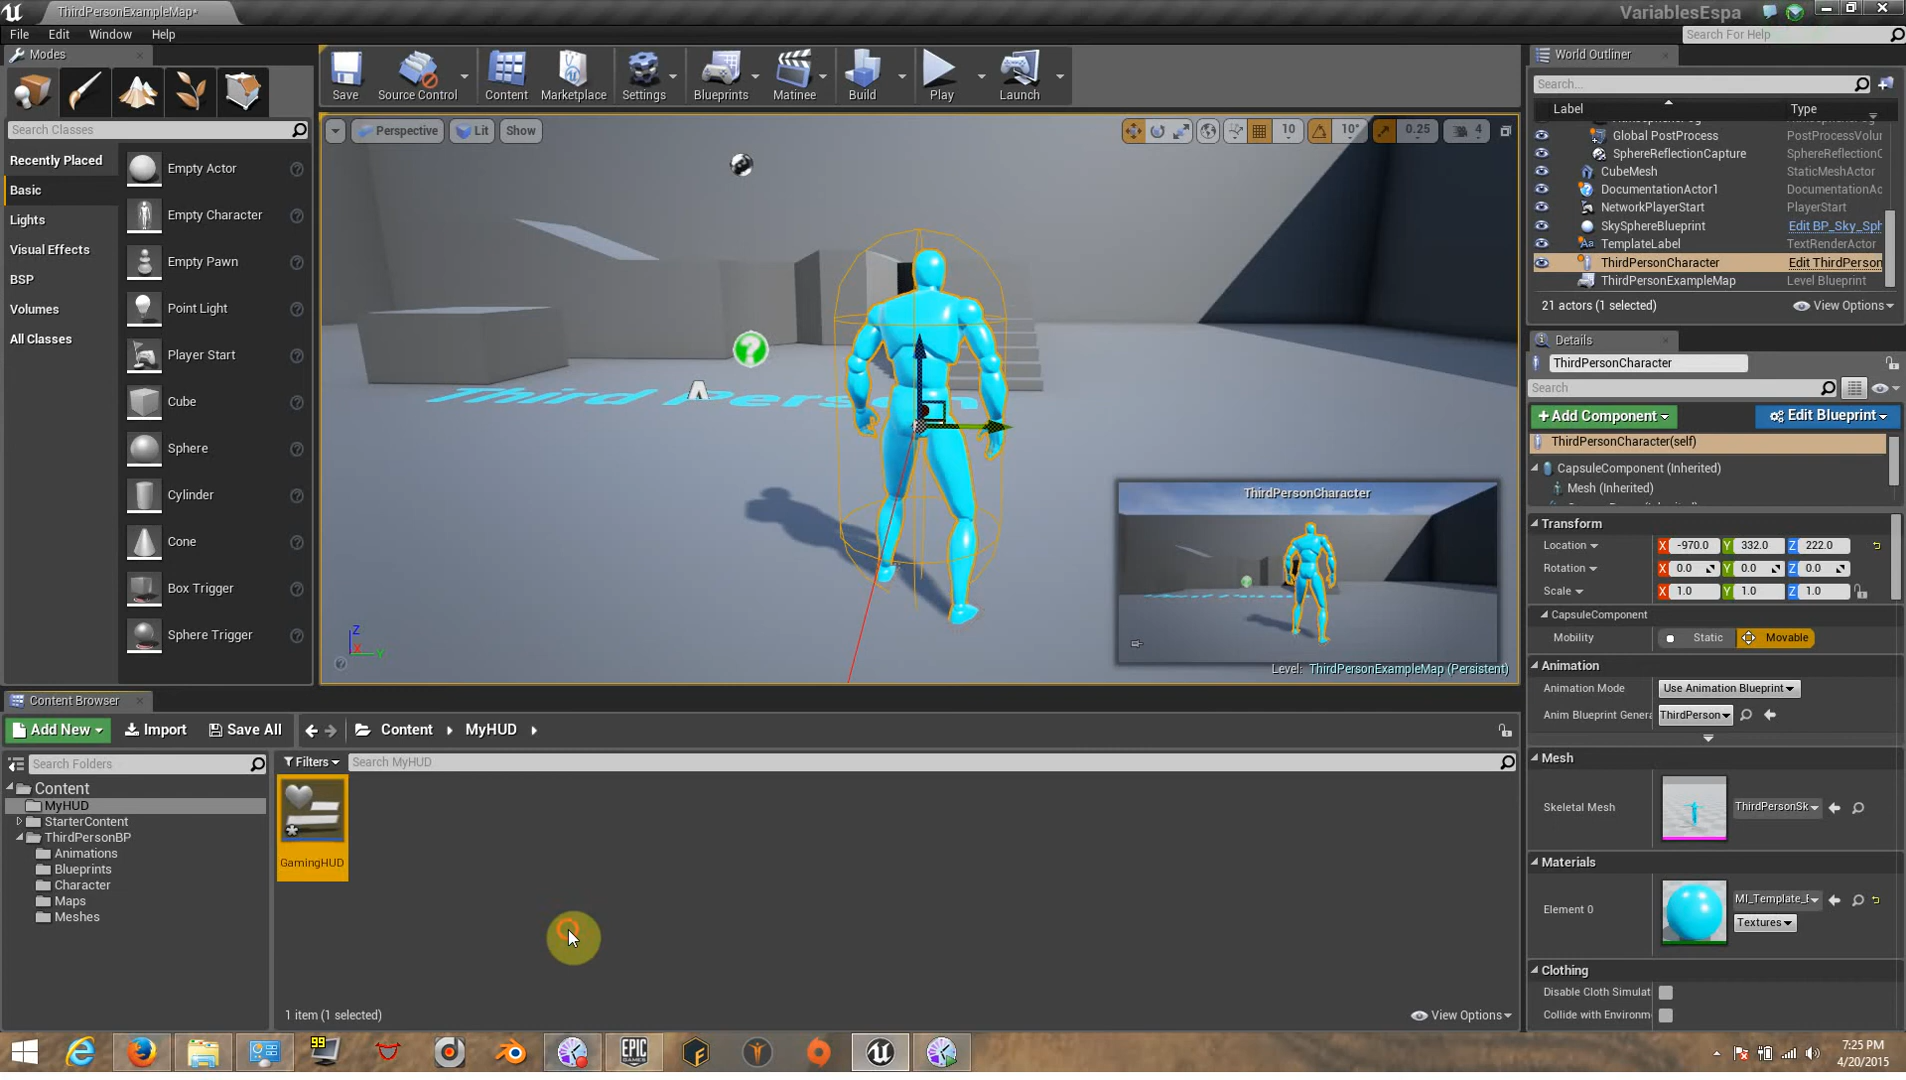 ThirdPersonExampleMap*
VariablesEspa
File Edit Window Help
Search For Help
Modes
Search Classes
Recently Placed
Basic
Lights
Visual Effects
BSP
Volumes
All Classes
Empty Actor
Empty Character
Empty Pawn
Point Light
Player Start
Cube
Sphere
Cylinder
Cone
Box Trigger
Sphere Trigger
Save
Source Control
Content
Marketplace
Settings
Blueprints
Matinee
Build
Play
Launch
Perspective Lit Show
10 10° 0.25 4
Third Person
ThirdPersonCharacter
Level: ThirdPersonExampleMap (Persistent)
World Outliner
Search...
Label Type
Global PostProcess PostProcessVolur
SphereReflectionCapture SphereReflectionC
CubeMesh StaticMeshActor
DocumentationActor1 DocumentationAc
NetworkPlayerStart PlayerStart
SkySphereBlueprint Edit BP_Sky_Sph
TemplateLabel TextRenderActor
ThirdPersonCharacter Edit ThirdPerson
ThirdPersonExampleMap Level Blueprint
21 actors (1 selected) View Options
Details
ThirdPersonCharacter
Search
+Add Component Edit Blueprint
ThirdPersonCharacter(self)
CapsuleComponent (Inherited)
Mesh (Inherited)
Transform
Location X -970.0 Y 332.0 Z 222.0
Rotation X 0.0 Y 0.0 Z 0.0
Scale X 1.0 Y 1.0 Z 1.0
CapsuleComponent
Mobility Static Movable
Animation
Animation Mode Use Animation Blueprint
Anim Blueprint Genera ThirdPerson
Mesh
Skeletal Mesh ThirdPersonSk
Materials
Element 0 MI_Template_E
Textures
Clothing
Disable Cloth Simulat
Collide with Environm
Content Browser
Add New Import Save All Content MyHUD
Search Folders
Filters Search MyHUD
Content
MyHUD
StarterContent
ThirdPersonBP
Animations
Blueprints
Character
Maps
Meshes
GamingHUD
1 item (1 selected)
View Options
99
EPIC
GAMES
7:25 PM
4/20/2015